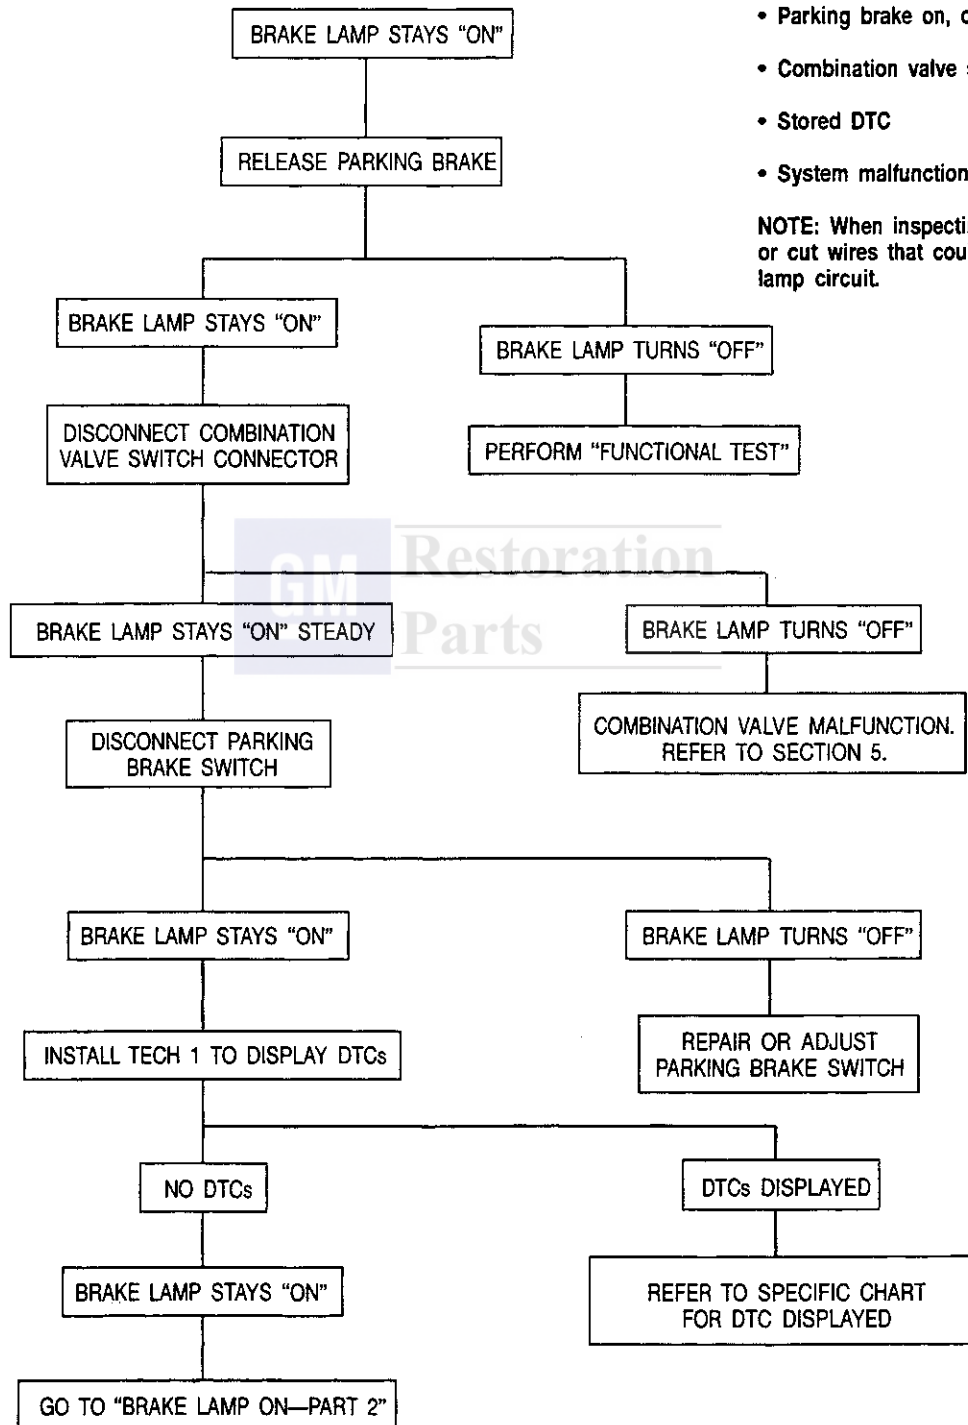 BRAKE LAMP STAYS “ON”
• Parking brake on, o
• Combination valve s
• Stored DTC
• System malfunction
NOTE: When inspecti
or cut wires that cou
lamp circuit.
RELEASE PARKING BRAKE
BRAKE LAMP STAYS “ON”
BRAKE LAMP TURNS “OFF”
DISCONNECT COMBINATION
VALVE SWITCH CONNECTOR
PERFORM “FUNCTIONAL TEST”
GM Restoration
Parts
BRAKE LAMP STAYS “ON” STEADY
BRAKE LAMP TURNS “OFF”
DISCONNECT PARKING
BRAKE SWITCH
COMBINATION VALVE MALFUNCTION.
REFER TO SECTION 5.
BRAKE LAMP STAYS “ON”
BRAKE LAMP TURNS “OFF”
INSTALL TECH 1 TO DISPLAY DTCs
REPAIR OR ADJUST
PARKING BRAKE SWITCH
NO DTCs
DTCs DISPLAYED
BRAKE LAMP STAYS “ON”
REFER TO SPECIFIC CHART
FOR DTC DISPLAYED
GO TO “BRAKE LAMP ON—PART 2”